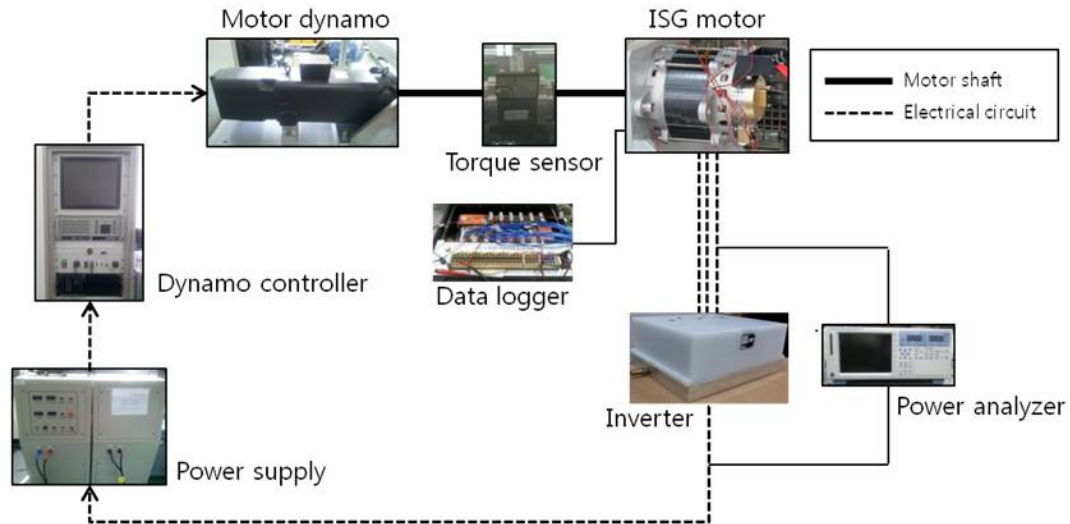 Motor dynamo
ISG motor
Motor shaft
Electrical circuit
Torque sensor
Data logger
Dynamo controller
Inverter
Power analyzer
Power supply